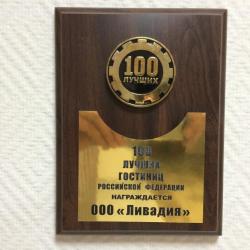 100
ЛУЧШИХ
100
ЛУЧШИХ
ГОСТИНИЦ
РОССИЙСКОЙ ФЕДЕРАЦИИ
НАГРАЖДАЕТСЯ
ООО «Ливадия»